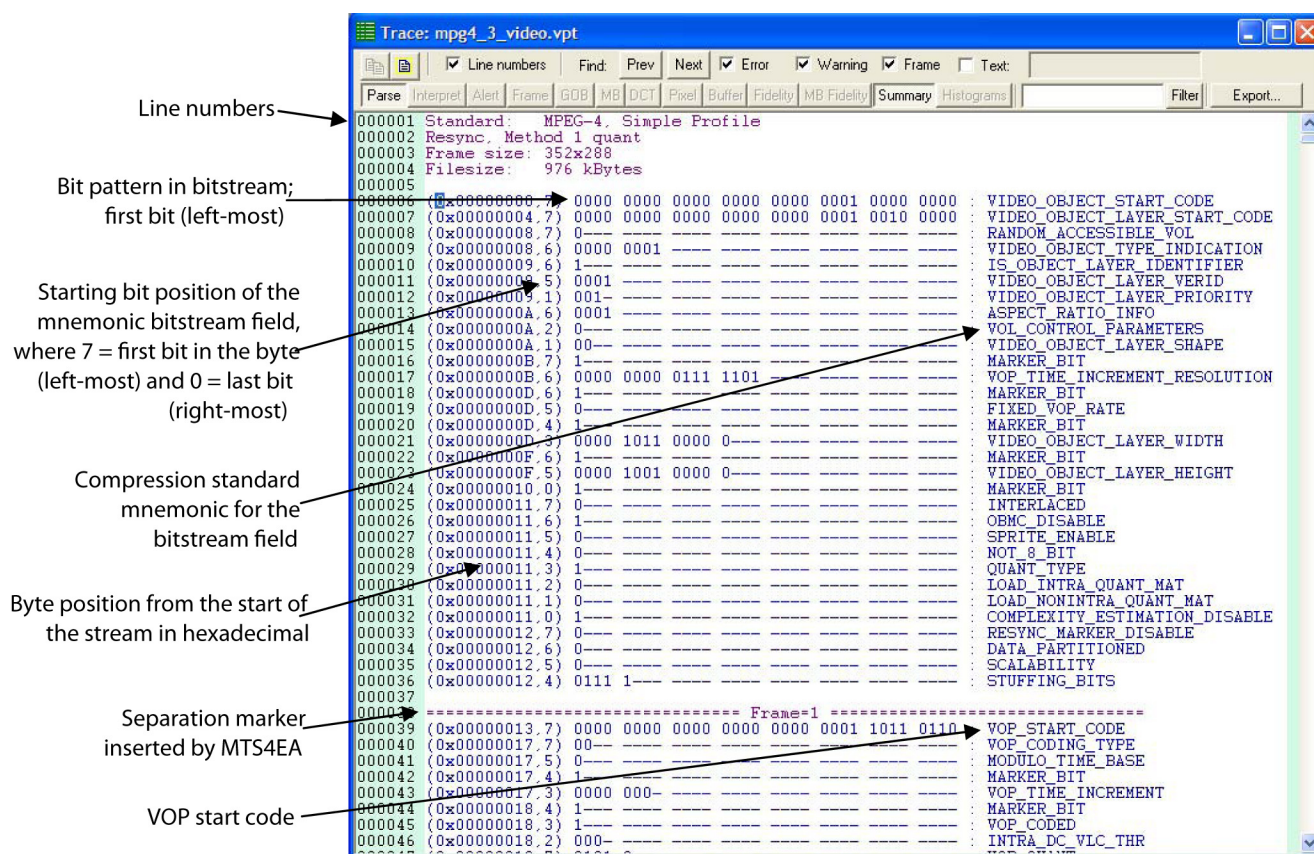 Line numbers
Bit pattern in bitstream;
first bit (left-most)
Starting bit position of the
mnemonic bitstream field,
where 7 = first bit in the byte
(left-most) and 0 = last bit
(right-most)
Compression standard
mnemonic for the
bitstream field
Byte position from the start of
the stream in hexadecimal
Separation marker
inserted by MTS4EA
VOP start code
Trace: mpg4_3_video.vpt
Line numbers Find: Prev Next Error Warning Frame Text:
Parse Interpret Alert Frame GOB MB DCT Pixel Buffer Fidelity MB Fidelity Summary Histograms Filter Export...
000001 Standard: MPEG-4, Simple Profile
000002 Resync, Method 1 quant
000003 Frame size: 352x288
000004 Filesize: 976 kBytes
000005
000006 (0x00000000,7) 0000 0000 0000 0000 0000 0001 0000 0000 : VIDEO_OBJECT_START_CODE
000007 (0x00000004,7) 0000 0000 0000 0000 0000 0001 0010 0000 : VIDEO_OBJECT_LAYER_START_CODE
000008 (0x00000008,7) 0--- ---- ---- ---- ---- ---- ---- ---- : RANDOM_ACCESSIBLE_VOL
000009 (0x00000008,6) 0000 0001 ---- ---- ---- ---- ---- ---- : VIDEO_OBJECT_TYPE_INDICATION
000010 (0x00000009,6) 1--- ---- ---- ---- ---- ---- ---- ---- : IS_OBJECT_LAYER_IDENTIFIER
000011 (0x00000009,5) 0001 ---- ---- ---- ---- ---- ---- ---- : VIDEO_OBJECT_LAYER_VERID
000012 (0x00000009,1) 001- ---- ---- ---- ---- ---- ---- ---- : VIDEO_OBJECT_LAYER_PRIORITY
000013 (0x0000000A,6) 0001 ---- ---- ---- ---- ---- ---- ---- : ASPECT_RATIO_INFO
000014 (0x0000000A,2) 0--- ---- ---- ---- ---- ---- ---- ---- : VOL_CONTROL_PARAMETERS
000015 (0x0000000A,1) 00-- ---- ---- ---- ---- ---- ---- ---- : VIDEO_OBJECT_LAYER_SHAPE
000016 (0x0000000B,7) 1--- ---- ---- ---- ---- ---- ---- ---- : MARKER_BIT
000017 (0x0000000B,6) 0000 0000 0111 1101 ---- ---- ---- ---- : VOP_TIME_INCREMENT_RESOLUTION
000018 (0x0000000D,6) 1--- ---- ---- ---- ---- ---- ---- ---- : MARKER_BIT
000019 (0x0000000D,5) 0--- ---- ---- ---- ---- ---- ---- ---- : FIXED_VOP_RATE
000020 (0x0000000D,4) 1--- ---- ---- ---- ---- ---- ---- ---- : MARKER_BIT
000021 (0x0000000D,3) 0000 1011 0000 0--- ---- ---- ---- ---- : VIDEO_OBJECT_LAYER_WIDTH
000022 (0x0000000F,6) 1--- ---- ---- ---- ---- ---- ---- ---- : MARKER_BIT
000023 (0x0000000F,5) 0000 1001 0000 0--- ---- ---- ---- ---- : VIDEO_OBJECT_LAYER_HEIGHT
000024 (0x00000010,0) 1--- ---- ---- ---- ---- ---- ---- ---- : MARKER_BIT
000025 (0x00000011,7) 0--- ---- ---- ---- ---- ---- ---- ---- : INTERLACED
000026 (0x00000011,6) 1--- ---- ---- ---- ---- ---- ---- ---- : OBMC_DISABLE
000027 (0x00000011,5) 0--- ---- ---- ---- ---- ---- ---- ---- : SPRITE_ENABLE
000028 (0x00000011,4) 0--- ---- ---- ---- ---- ---- ---- ---- : NOT_8_BIT
000029 (0x00000011,3) 1--- ---- ---- ---- ---- ---- ---- ---- : QUANT_TYPE
000030 (0x00000011,2) 0--- ---- ---- ---- ---- ---- ---- ---- : LOAD_INTRA_QUANT_MAT
000031 (0x00000011,1) 0--- ---- ---- ---- ---- ---- ---- ---- : LOAD_NONINTRA_QUANT_MAT
000032 (0x00000011,0) 1--- ---- ---- ---- ---- ---- ---- ---- : COMPLEXITY_ESTIMATION_DISABLE
000033 (0x00000012,7) 0--- ---- ---- ---- ---- ---- ---- ---- : RESYNC_MARKER_DISABLE
000034 (0x00000012,6) 0--- ---- ---- ---- ---- ---- ---- ---- : DATA_PARTITIONED
000035 (0x00000012,5) 0--- ---- ---- ---- ---- ---- ---- ---- : SCALABILITY
000036 (0x00000012,4) 0111 1--- ---- ---- ---- ---- ---- ---- : STUFFING_BITS
000037
000038 ================================ Frame=1 ================================
000039 (0x00000013,7) 0000 0000 0000 0000 0000 0001 1011 0110 : VOP_START_CODE
000040 (0x00000017,7) 00-- ---- ---- ---- ---- ---- ---- ---- : VOP_CODING_TYPE
000041 (0x00000017,5) 0--- ---- ---- ---- ---- ---- ---- ---- : MODULO_TIME_BASE
000042 (0x00000017,4) 1--- ---- ---- ---- ---- ---- ---- ---- : MARKER_BIT
000043 (0x00000017,3) 0000 000- ---- ---- ---- ---- ---- ---- : VOP_TIME_INCREMENT
000044 (0x00000018,4) 1--- ---- ---- ---- ---- ---- ---- ---- : MARKER_BIT
000045 (0x00000018,3) 1--- ---- ---- ---- ---- ---- ---- ---- : VOP_CODED
000046 (0x00000018,2) 000- ---- ---- ---- ---- ---- ---- ---- : INTRA_DC_VLC_THR